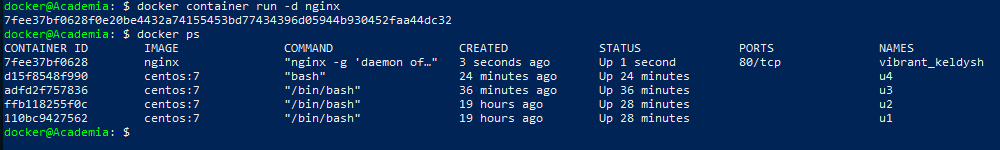 docker@Academia: $ docker container run -d nginx
7fee37bf0628f0e20be4432a74155453bd77434396d05944b930452faa44dc32
docker@Academia: $ docker ps
CONTAINER ID        IMAGE               COMMAND                  CREATED             STATUS              PORTS               NAMES
7fee37bf0628        nginx               "nginx -g 'daemon of…"   3 seconds ago       Up 1 second         80/tcp              vibrant_keldysh
d15f8548f990        centos:7            "bash"                   24 minutes ago      Up 24 minutes                           u4
adfd2f757836        centos:7            "/bin/bash"              36 minutes ago      Up 36 minutes                           u3
ffb118255f0c        centos:7            "/bin/bash"              19 hours ago        Up 28 minutes                           u2
110bc9427562        centos:7            "/bin/bash"              19 hours ago        Up 28 minutes                           u1
docker@Academia: $